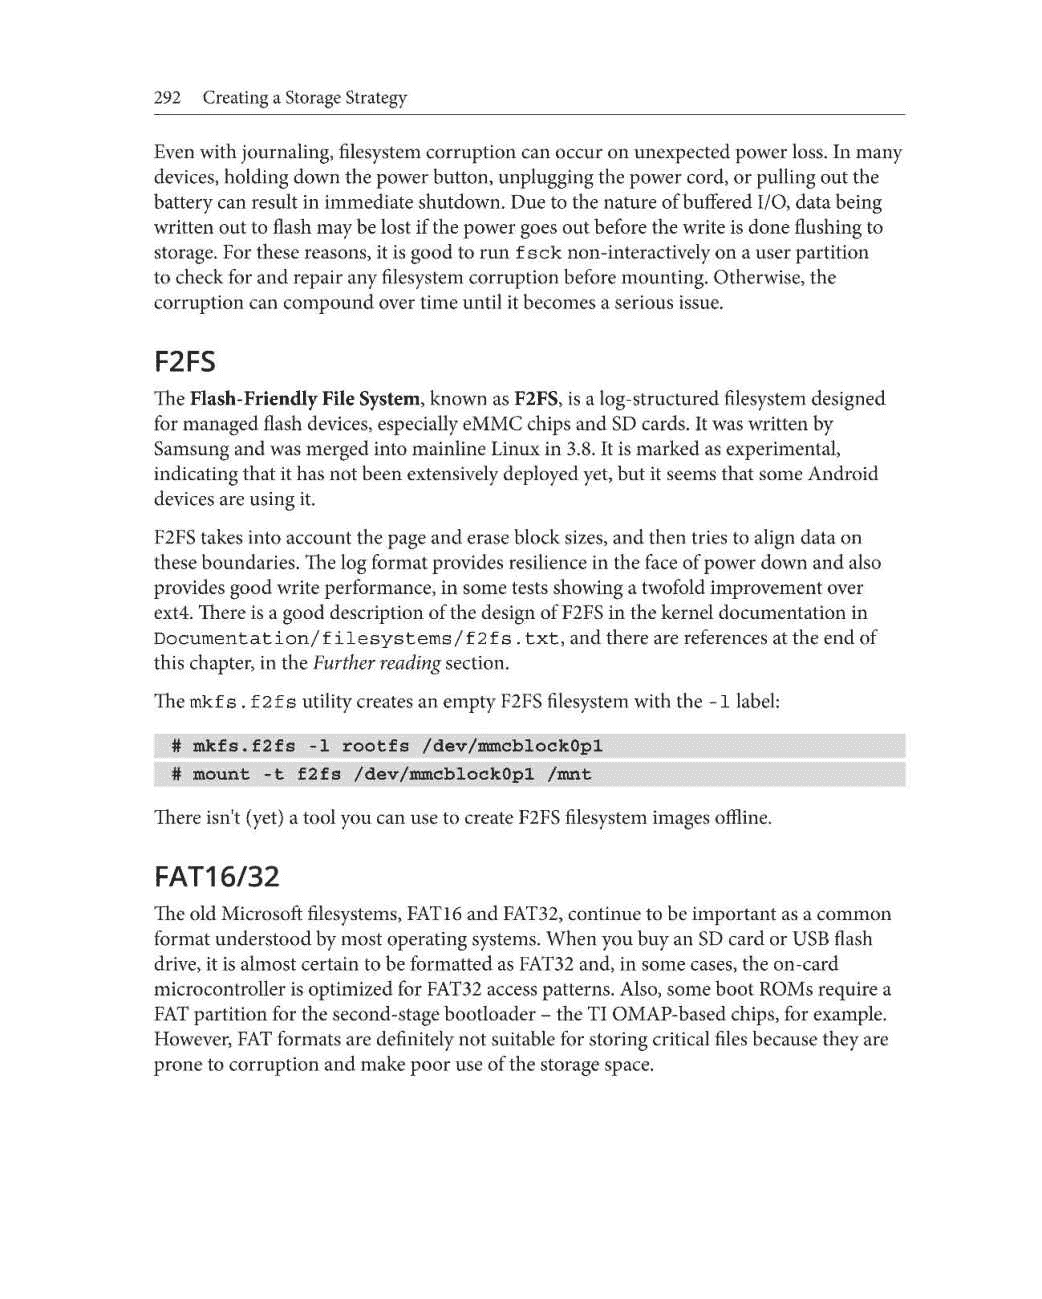 292 Creating a Storage Strategy
Even with journaling, filesystem corruption can occur on unexpected power loss. In many
devices, holding down the power button, unplugging the power cord, or pulling out the
battery can result in immediate shutdown. Due to the nature of buffered I/O, data being
written out to flash may be lost if the power goes out before the write is done flushing to
storage. For these reasons, it is good to run fsck non-interactively on a user partition
to check for and repair any filesystem corruption before mounting. Otherwise, the
corruption can compound over time until it becomes a serious issue.
F2FS
The Flash-Friendly File System, known as F2FS, is a log-structured filesystem designed
for managed flash devices, especially eMMC chips and SD cards. It was written by
Samsung and was merged into mainline Linux in 3.8. It is marked as experimental,
indicating that it has not been extensively deployed yet, but it seems that some Android
devices are using it.
F2FS takes into account the page and erase block sizes, and then tries to align data on
these boundaries. The log format provides resilience in the face of power down and also
provides good write performance, in some tests showing a twofold improvement over
ext4. There is a good description of the design of F2FS in the kernel documentation in
Documentation/filesystems/f2fs.txt, and there are references at the end of
this chapter, in the Further reading section.
The mkfs.f2fs utility creates an empty F2FS filesystem with the -l label:
# mkfs.f2fs -l rootfs /dev/mmcblock0p1
# mount -t f2fs /dev/mmcblock0p1 /mnt
There isn't (yet) a tool you can use to create F2FS filesystem images offline.
FAT16/32
The old Microsoft filesystems, FAT16 and FAT32, continue to be important as a common
format understood by most operating systems. When you buy an SD card or USB flash
drive, it is almost certain to be formatted as FAT32 and, in some cases, the on-card
microcontroller is optimized for FAT32 access patterns. Also, some boot ROMs require a
FAT partition for the second-stage bootloader – the TI OMAP-based chips, for example.
However, FAT formats are definitely not suitable for storing critical files because they are
prone to corruption and make poor use of the storage space.